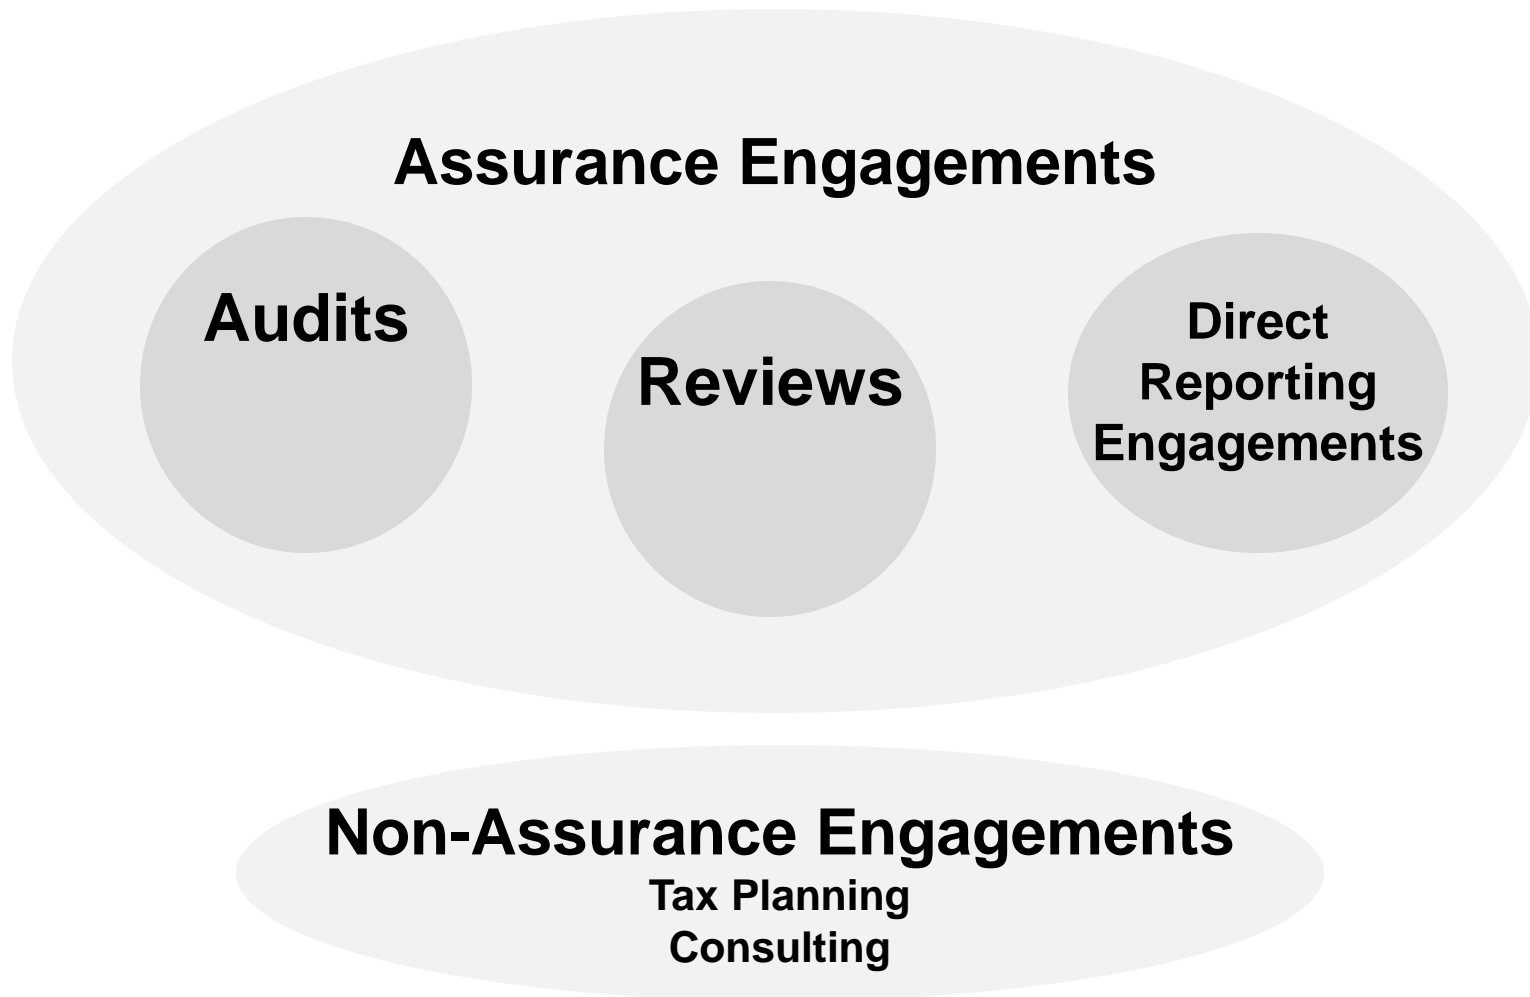 Assurance Engagements
Audits
Reviews
Direct
Reporting
Engagements
Non-Assurance Engagements
Tax Planning
Consulting